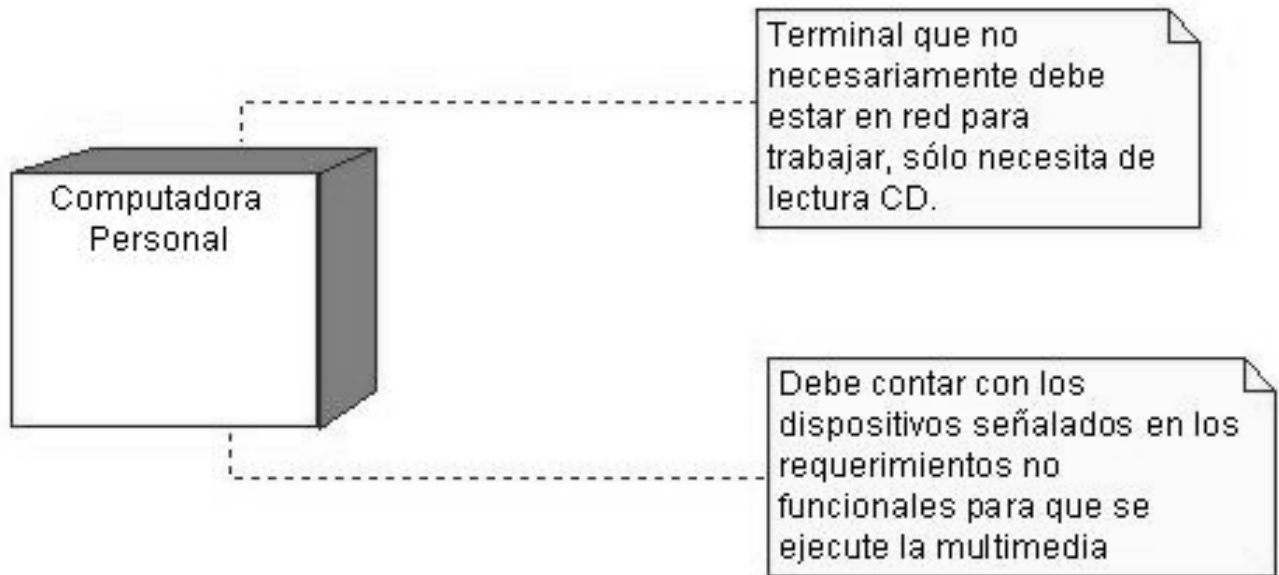 Terminal que no
necesariamente debe
estar en red para
trabajar, sólo necesita de
lectura CD.
Computadora
Personal
Debe contar con los
dispositivos señalados en los
requerimientos no
funcionales para que se
ejecute la multimedia